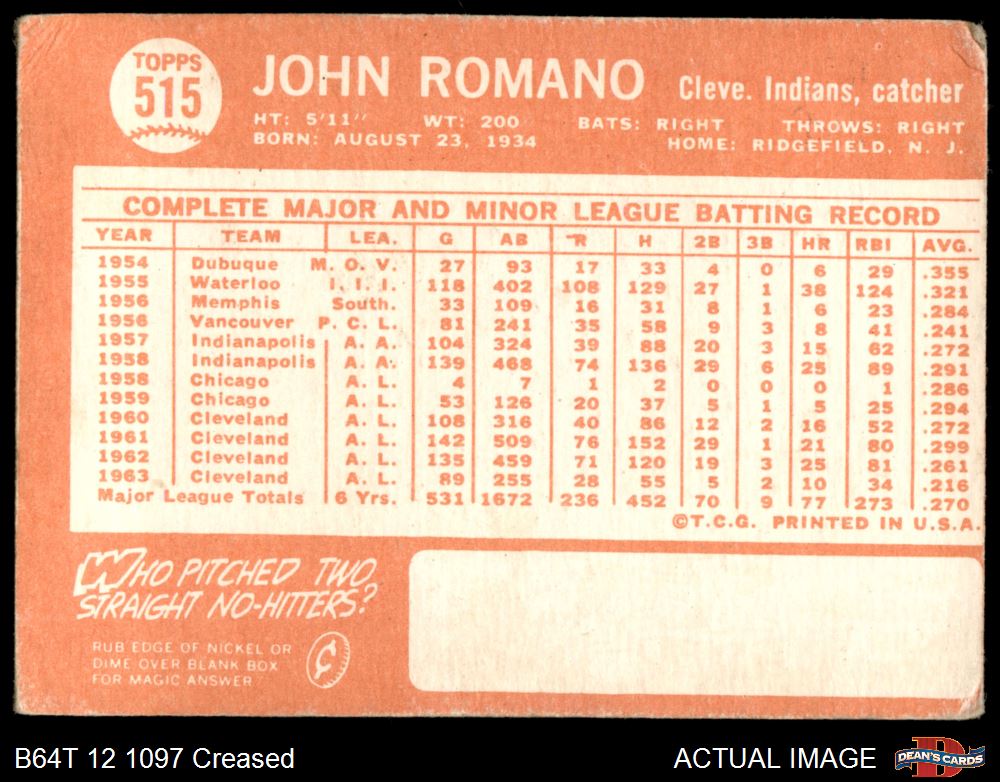 TOPPS
515
JOHN ROMANO Cleve. Indians, catcher
HT: 5'11" WT: 200 BATS: RIGHT THROWS: RIGHT
BORN: AUGUST 23, 1934 HOME: RIDGEFIELD, N. J.
COMPLETE MAJOR AND MINOR LEAGUE BATTING RECORD
YEAR TEAM LEA. G AB R H 2B 3B HR RBI AVG.
1954 Dubuque M. O. V. 27 93 17 33 4 0 6 29 .355
1955 Waterloo I. I. I. 118 402 108 129 27 1 38 124 .321
1956 Memphis South. 33 109 16 31 8 1 6 23 .284
1956 Vancouver P. C. L. 81 241 35 58 9 3 8 41 .241
1957 Indianapolis A. A. 104 324 39 88 20 3 15 62 .272
1958 Indianapolis A. A. 139 468 74 136 29 6 25 89 .291
1958 Chicago A. L. 4 7 1 2 0 0 0 1 .286
1959 Chicago A. L. 53 126 20 37 5 1 5 25 .294
1960 Cleveland A. L. 108 316 40 86 12 2 16 52 .272
1961 Cleveland A. L. 142 509 76 152 29 1 21 80 .299
1962 Cleveland A. L. 135 459 71 120 19 3 25 81 .261
1963 Cleveland A. L. 89 255 28 55 5 2 10 34 .216
Major League Totals 6 Yrs. 531 1672 236 452 70 9 77 273 .270
©T.C.G. PRINTED IN U.S.A.
WHO PITCHED TWO
STRAIGHT NO-HITTERS?
RUB EDGE OF NICKEL OR
DIME OVER BLANK BOX
FOR MAGIC ANSWER
¢
B64T 12 1097 Creased ACTUAL IMAGE
D
DEAN'S CARDS